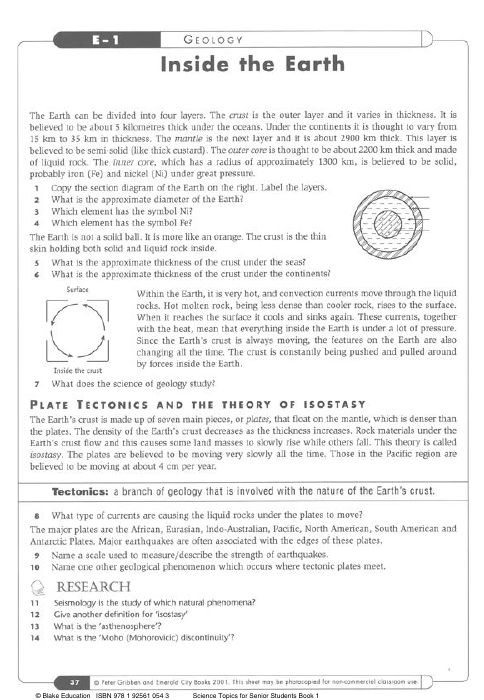 E-1 GEOLOGY
Inside the Earth
The Earth can be divided into four layers. The crust is the outer layer and it varies in thickness. It is
believed to be about 5 kilometres thick under the oceans. Under the continents it is thought to vary from
15 km to 35 km in thickness. The mantle is the next layer and it is about 2900 km thick. This layer is
believed to be semi-solid (like thick custard). The outer core is thought to be about 2200 km thick and made
of liquid rock. The inner core, which has a radius of approximately 1300 km, is believed to be solid,
probably iron (Fe) and nickel (Ni) under great pressure.
1 Copy the section diagram of the Earth on the right. Label the layers.
2 What is the approximate diameter of the Earth?
3 Which element has the symbol Ni?
4 Which element has the symbol Fe?
The Earth is not a solid ball. It is more like an orange. The crust is the thin
skin holding both solid and liquid rock inside.
5 What is the approximate thickness of the crust under the seas?
6 What is the approximate thickness of the crust under the continents?
Surface
Inside the crust
Within the Earth, it is very hot, and convection currents move through the liquid
rocks. Hot molten rock, being less dense than cooler rock, rises to the surface.
When it reaches the surface it cools and sinks again. These currents, together
with the heat, mean that everything inside the Earth is under a lot of pressure.
Since the Earth's crust is always moving, the features on the Earth are also
changing all the time. The crust is constantly being pushed and pulled around
by forces inside the Earth.
7 What does the science of geology study?
PLATE TECTONICS AND THE THEORY OF ISOSTASY
The Earth's crust is made up of seven main pieces, or plates, that float on the mantle, which is denser than
the plates. The density of the Earth's crust decreases as the thickness increases. Rock materials under the
Earth's crust flow and this causes some land masses to slowly rise while others fall. This theory is called
isostasy. The plates are believed to be moving very slowly all the time. Those in the Pacific region are
believed to be moving at about 4 cm per year.
Tectonics: a branch of geology that is involved with the nature of the Earth's crust.
8 What type of currents are causing the liquid rocks under the plates to move?
The major plates are the African, Eurasian, Indo-Australian, Pacific, North American, South American and
Antarctic Plates. Major earthquakes are often associated with the edges of these plates.
9 Name a scale used to measure/describe the strength of earthquakes.
10 Name one other geological phenomenon which occurs where tectonic plates meet.
RESEARCH
11 Seismology is the study of which natural phenomena?
12 Give another definition for 'isostasy'
13 What is the 'asthenosphere'?
14 What is the 'Moho (Mohorovicic) discontinuity'?
37 © Peter Gribben and Emerald City Books 2001. This sheet may be photocopied for non-commercial classroom use.
© Blake Education ISBN 978 1 92561 054 3 Science Topics for Senior Students Book 1